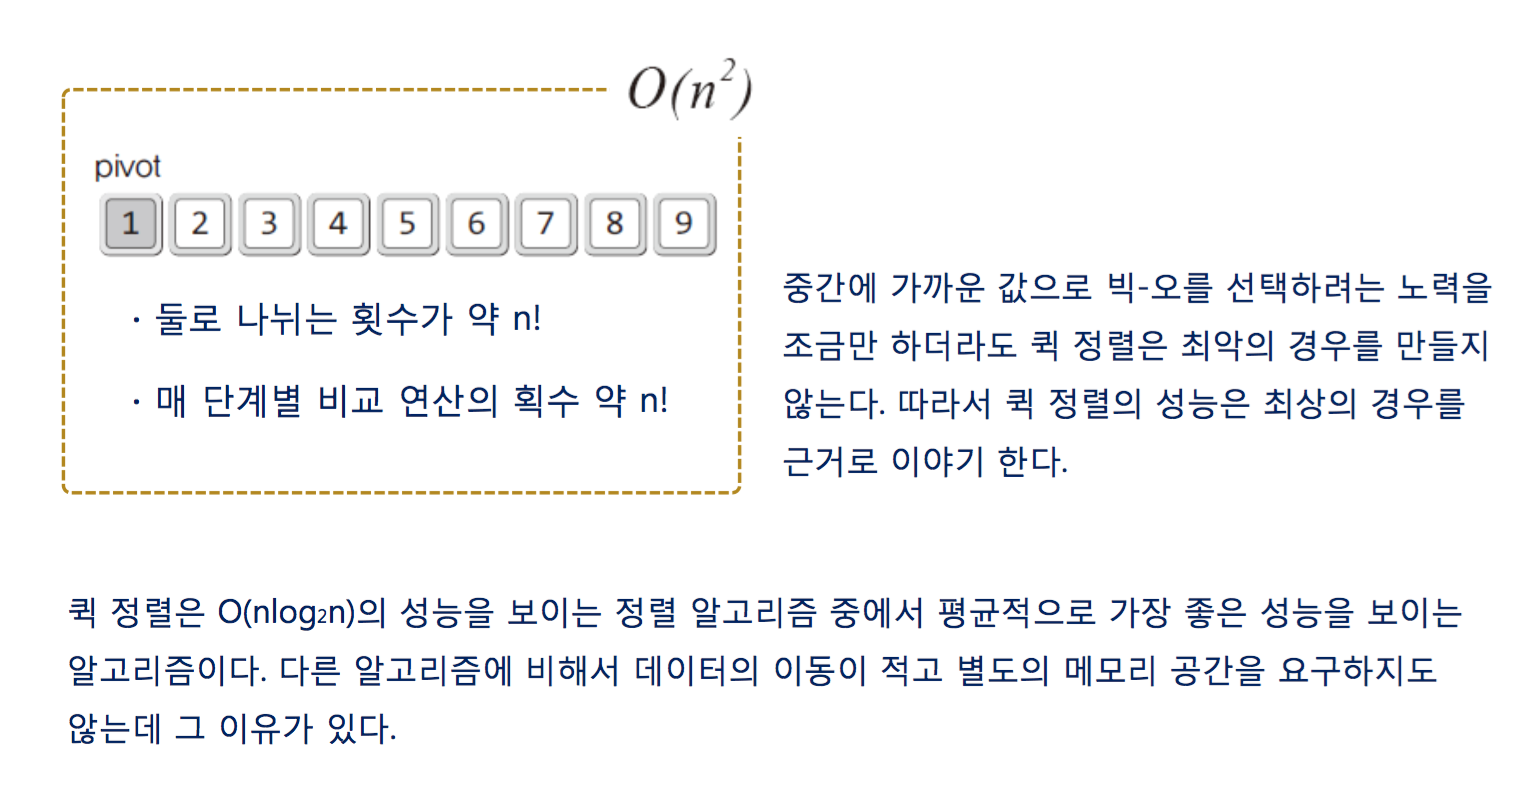 O(n²)
pivot
1 2 3 4 5 6 7 8 9
· 둘로 나뉘는 횟수가 약 n!
· 매 단계별 비교 연산의 획수 약 n!
중간에 가까운 값으로 빅-오를 선택하려는 노력을
조금만 하더라도 퀵 정렬은 최악의 경우를 만들지
않는다. 따라서 퀵 정렬의 성능은 최상의 경우를
근거로 이야기 한다.
퀵 정렬은 O(nlog₂n)의 성능을 보이는 정렬 알고리즘 중에서 평균적으로 가장 좋은 성능을 보이는
알고리즘이다. 다른 알고리즘에 비해서 데이터의 이동이 적고 별도의 메모리 공간을 요구하지도
않는데 그 이유가 있다.